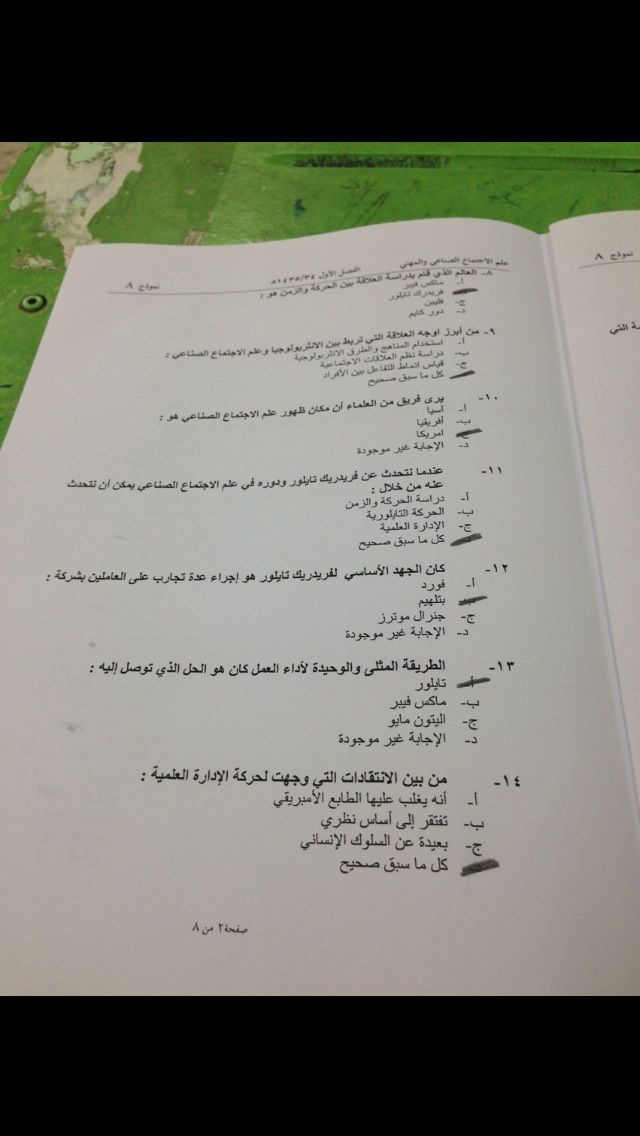 علم الاجتماع الصناعي والمهني الفصل الأول ١٤٣٥/٣٤هـ نموذج ٨
٨- العالم الذي قام بدراسة العلاقة بين الحركة والزمن هو :
أ- ماكس فيبر
فريدرك تايلور
ج- فلبين
د- دور كايم
٩- من أبرز اوجه العلاقة التي تربط بين الانثربولوجيا وعلم الاجتماع الصناعي :
أ- استخدام المناهج والطرق الانثربولوجية
ب- دراسة نظم العلاقات الاجتماعية
ج- قياس انماط التفاعل بين الأفراد
كل ما سبق صحيح
١٠- يرى فريق من العلماء أن مكان ظهور علم الاجتماع الصناعي هو :
أ- آسيا
ب- أفريقيا
ج- امريكا
د- الإجابة غير موجودة
١١- عندما نتحدث عن فريدريك تايلور ودوره في علم الاجتماع الصناعي يمكن أن نتحدث
عنه من خلال :
أ- دراسة الحركة والزمن
ب- الحركة التايلورية
ج- الإدارة العلمية
كل ما سبق صحيح
١٢- كان الجهد الأساسي لفريدريك تايلور هو إجراء عدة تجارب على العاملين بشركة :
أ- فورد
ب- بتلهيم
ج- جنرال موترز
د- الإجابة غير موجودة
١٣- الطريقة المثلى والوحيدة لأداء العمل كان هو الحل الذي توصل إليه :
أ- تايلور
ب- ماكس فيبر
ج- اليتون مايو
د- الإجابة غير موجودة
١٤- من بين الانتقادات التي وجهت لحركة الإدارة العلمية :
أ- أنه يغلب عليها الطابع الأمبريقي
ب- تفتقر إلى أساس نظري
ج- بعيدة عن السلوك الإنساني
د- كل ما سبق صحيح
صفحة ٢ من ٨
نموذج ٨
ة التي